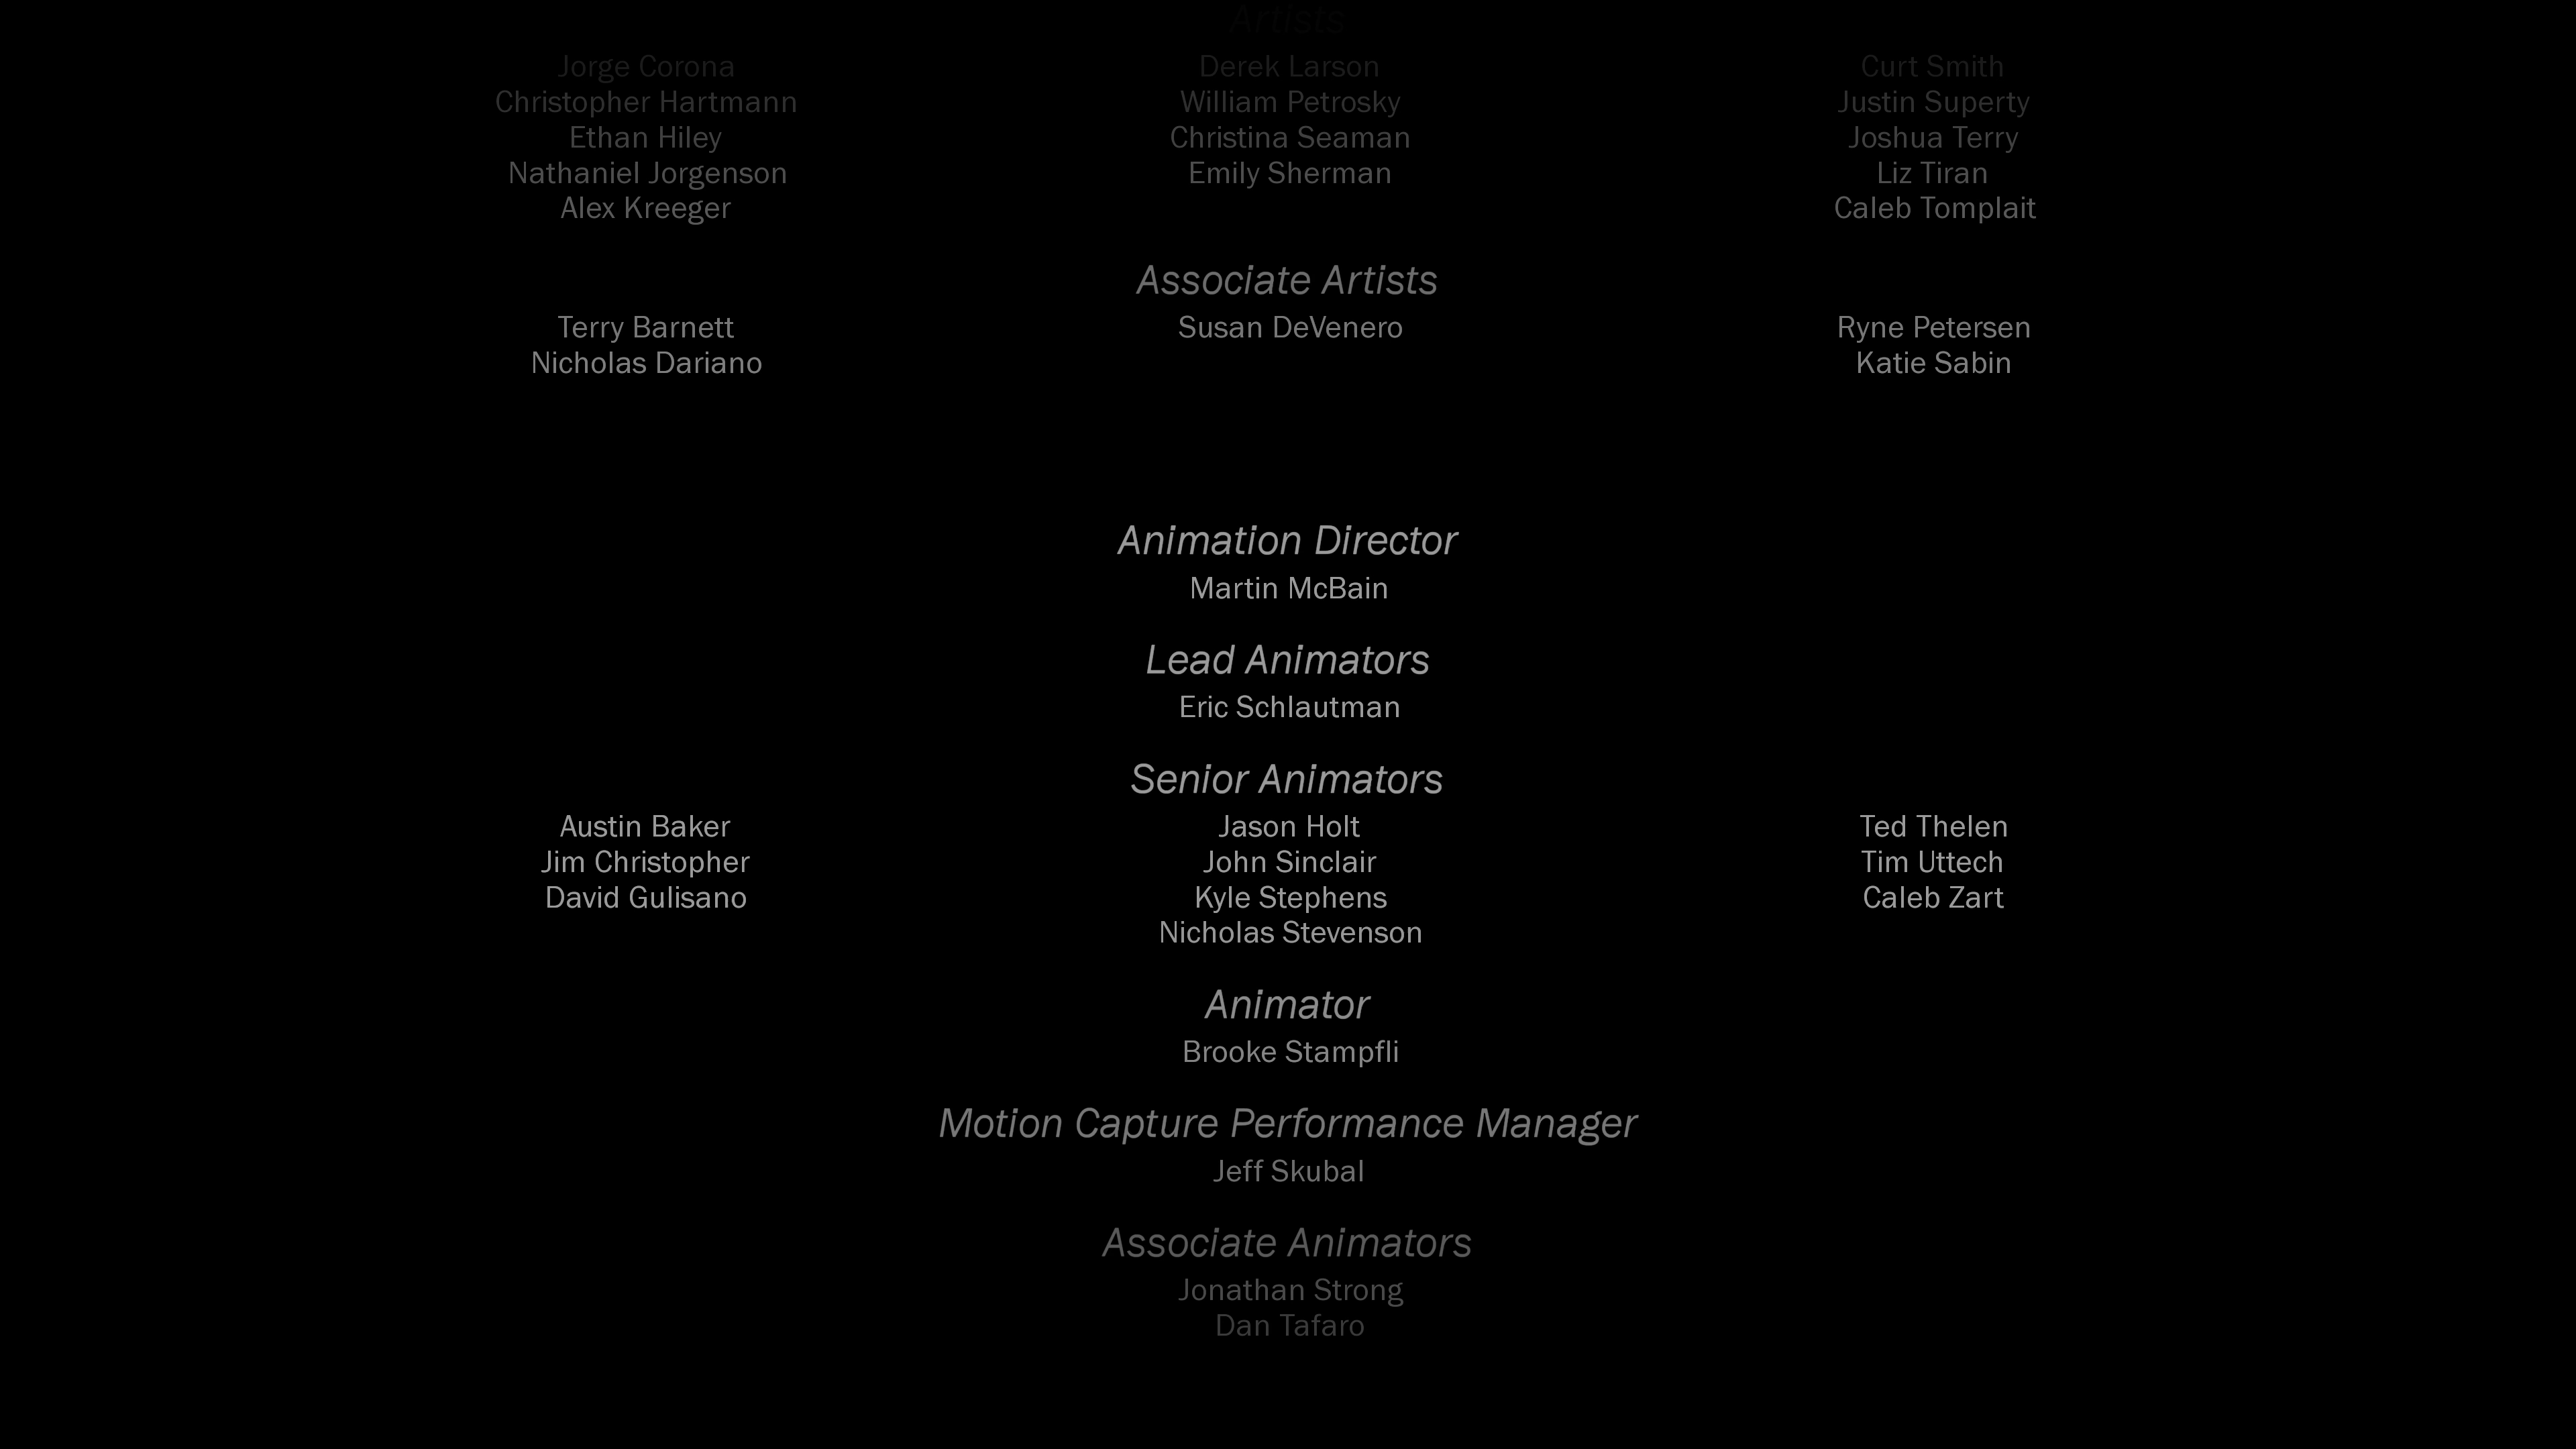 Artists
Jorge Corona Derek Larson Curt Smith
Christopher Hartmann William Petrosky Justin Superty
Ethan Hiley Christina Seaman Joshua Terry
Nathaniel Jorgenson Emily Sherman Liz Tiran
Alex Kreeger Caleb Tomplait
Associate Artists
Terry Barnett Susan DeVenero Ryne Petersen
Nicholas Dariano Katie Sabin
Animation Director
Martin McBain
Lead Animators
Eric Schlautman
Senior Animators
Austin Baker Jason Holt Ted Thelen
Jim Christopher John Sinclair Tim Uttech
David Gulisano Kyle Stephens Caleb Zart
Nicholas Stevenson
Animator
Brooke Stampfli
Motion Capture Performance Manager
Jeff Skubal
Associate Animators
Jonathan Strong
Dan Tafaro